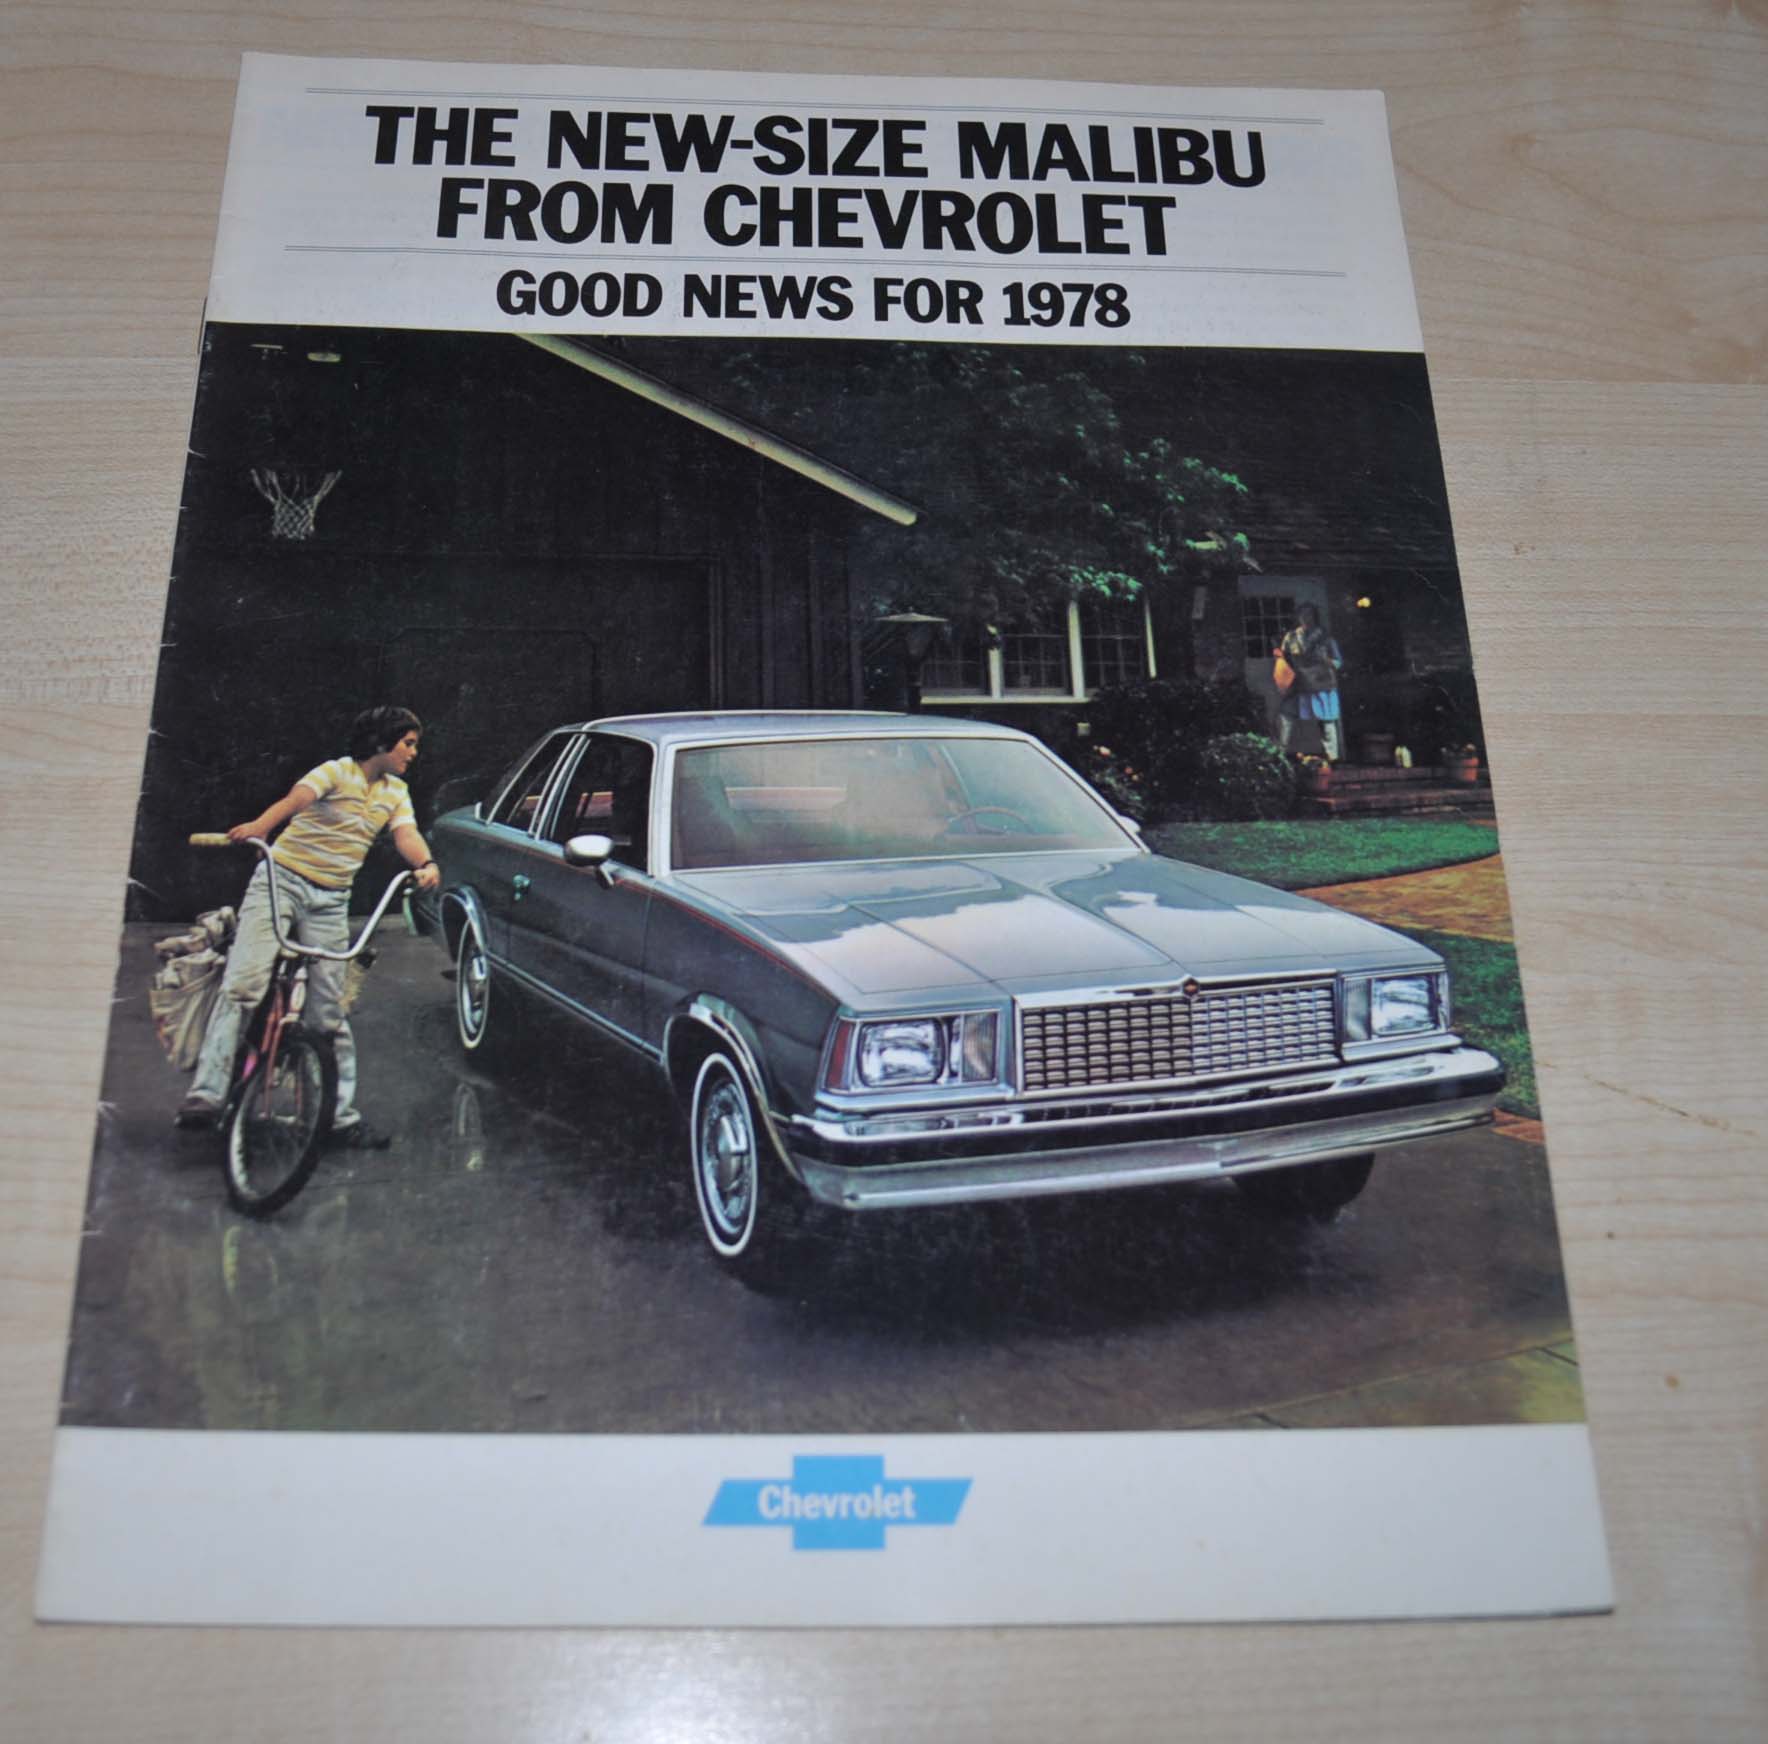 THE NEW-SIZE MALIBU
FROM CHEVROLET
GOOD NEWS FOR 1978
Chevrolet